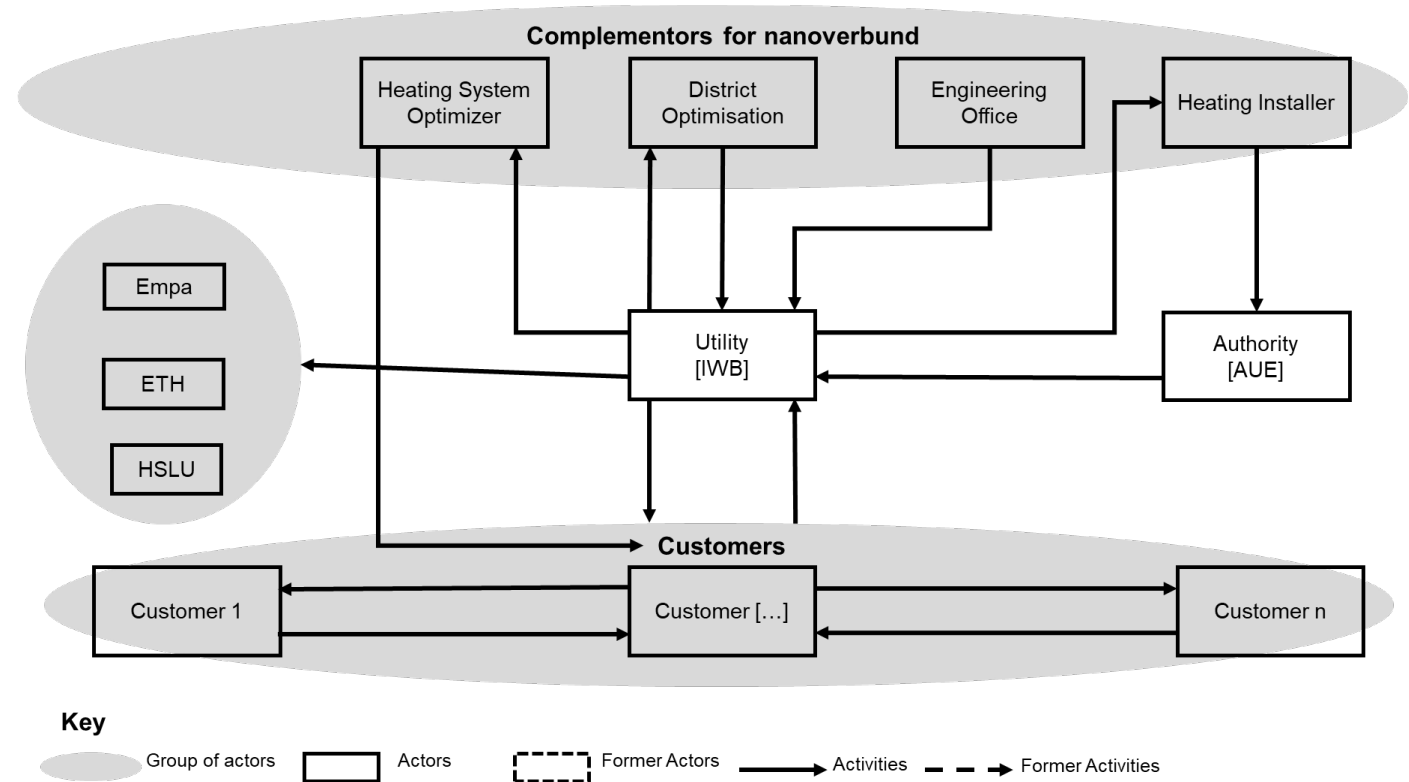 Complementors for nanoverbund
Heating System
Optimizer
District
Optimisation
Engineering
Office
Heating Installer
Empa
ETH
HSLU
Utility
[IWB]
Authority
[AUE]
Customers
Customer 1
Customer […]
Customer n
Key
Group of actors
Actors
Former Actors
Activities
Former Activities